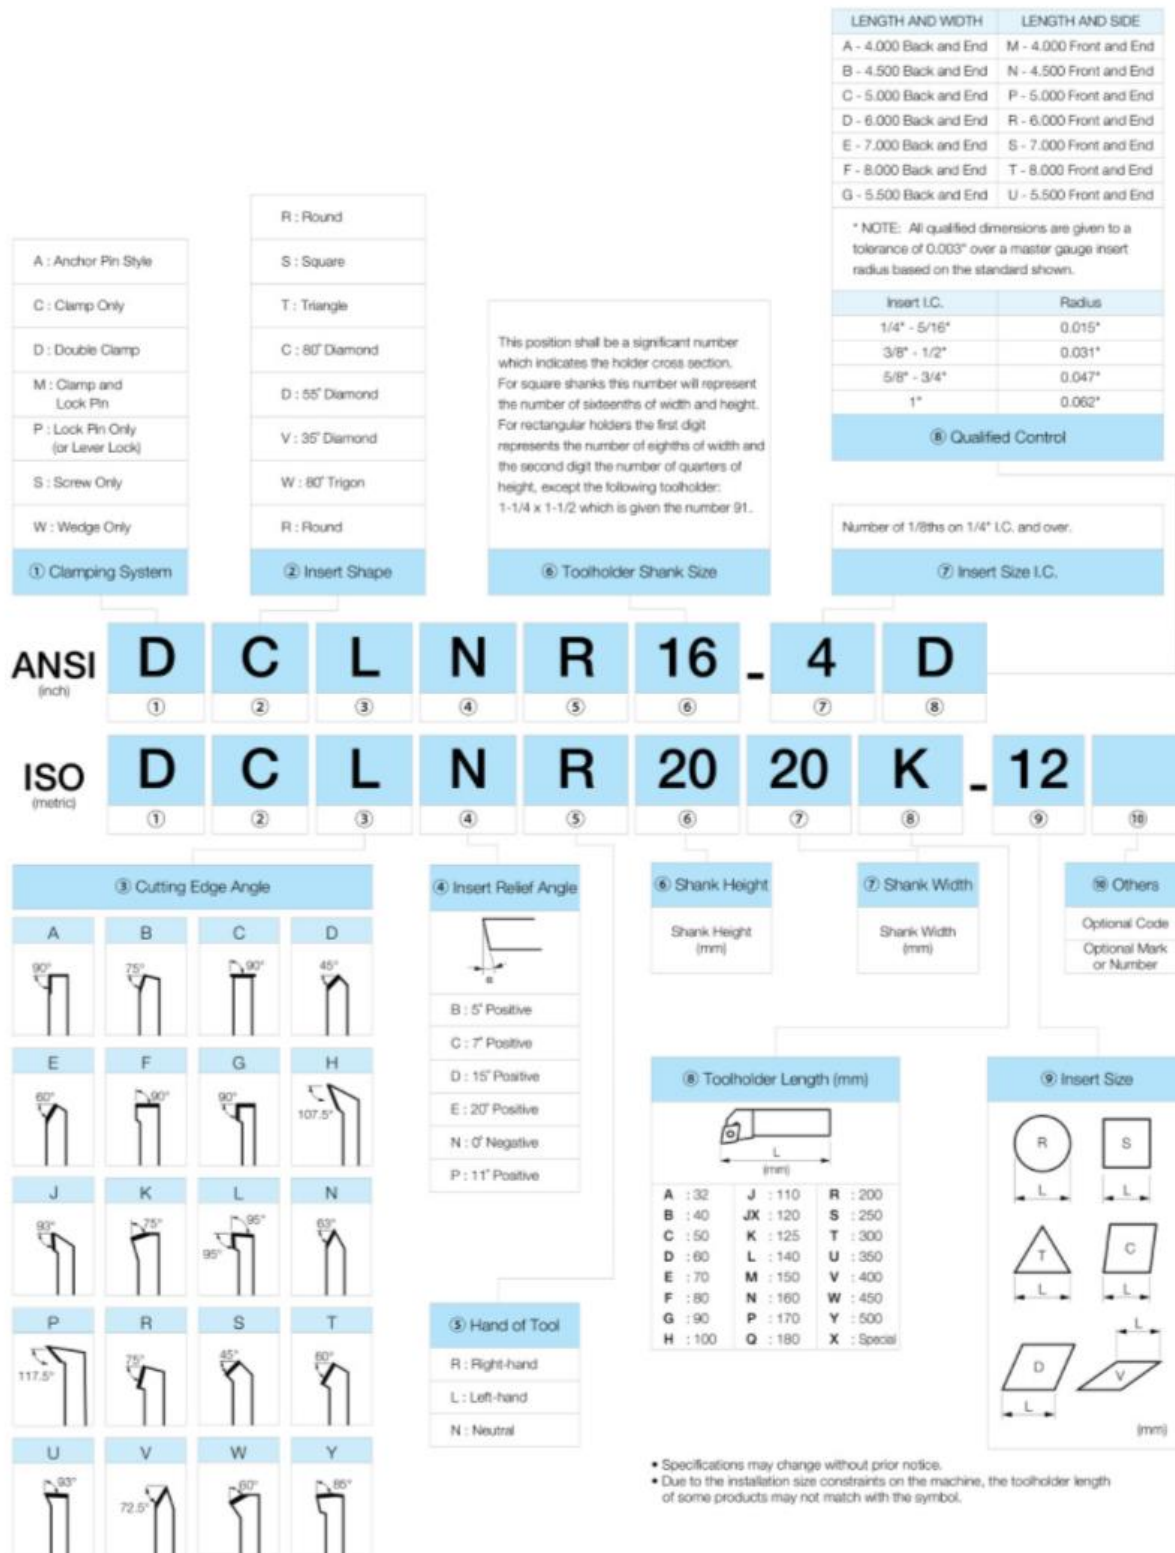 LENGTH AND WIDTH LENGTH AND SIDE
A - 4.000 Back and End M - 4.000 Front and End
B - 4.500 Back and End N - 4.500 Front and End
C - 5.000 Back and End P - 5.000 Front and End
D - 6.000 Back and End R - 6.000 Front and End
E - 7.000 Back and End S - 7.000 Front and End
F - 8.000 Back and End T - 8.000 Front and End
G - 5.500 Back and End U - 5.500 Front and End
* NOTE: All qualified dimensions are given to a
tolerance of 0.003" over a master gauge insert
radius based on the standard shown.
Insert I.C. Radius
1/4" - 5/16" 0.015"
3/8" - 1/2" 0.031"
5/8" - 3/4" 0.047"
1" 0.062"
⑧ Qualified Control
A : Anchor Pin Style
C : Clamp Only
D : Double Clamp
M : Clamp and
Lock Pin
P : Lock Pin Only
(or Lever Lock)
S : Screw Only
W : Wedge Only
① Clamping System
R : Round
S : Square
T : Triangle
C : 80° Diamond
D : 55° Diamond
V : 35° Diamond
W : 80° Trigon
R : Round
② Insert Shape
This position shall be a significant number
which indicates the holder cross section.
For square shanks this number will represent
the number of sixteenths of width and height.
For rectangular holders the first digit
represents the number of eighths of width and
the second digit the number of quarters of
height, except the following toolholder:
1-1/4 x 1-1/2 which is given the number 91.
⑥ Toolholder Shank Size
Number of 1/8ths on 1/4" I.C. and over.
⑦ Insert Size I.C.
ANSI D C L N R 16 - 4 D
(inch)
① ② ③ ④ ⑤ ⑥ ⑦ ⑧
ISO D C L N R 20 20 K - 12
(metric)
① ② ③ ④ ⑤ ⑥ ⑦ ⑧ ⑨ ⑩
③ Cutting Edge Angle
A B C D
90° 75° 90° 45°
E F G H
60° 90° 90° 107.5°
J K L N
93° 75° 95° 95° 63°
P R S T
117.5° 75° 45° 60°
U V W Y
93° 72.5° 60° 85°
④ Insert Relief Angle
α
B : 5° Positive
C : 7° Positive
D : 15° Positive
E : 20° Positive
N : 0° Negative
P : 11° Positive
⑤ Hand of Tool
R : Right-hand
L : Left-hand
N : Neutral
⑥ Shank Height
Shank Height
(mm)
⑦ Shank Width
Shank Width
(mm)
⑩ Others
Optional Code
Optional Mark
or Number
⑧ Toolholder Length (mm)
L
(mm)
A : 32 J : 110 R : 200
B : 40 JX : 120 S : 250
C : 50 K : 125 T : 300
D : 60 L : 140 U : 350
E : 70 M : 150 V : 400
F : 80 N : 160 W : 450
G : 90 P : 170 Y : 500
H : 100 Q : 180 X : Special
⑨ Insert Size
R S
L L
T C
L L
D V
L L
(mm)
• Specifications may change without prior notice.
• Due to the installation size constraints on the machine, the toolholder length
of some products may not match with the symbol.